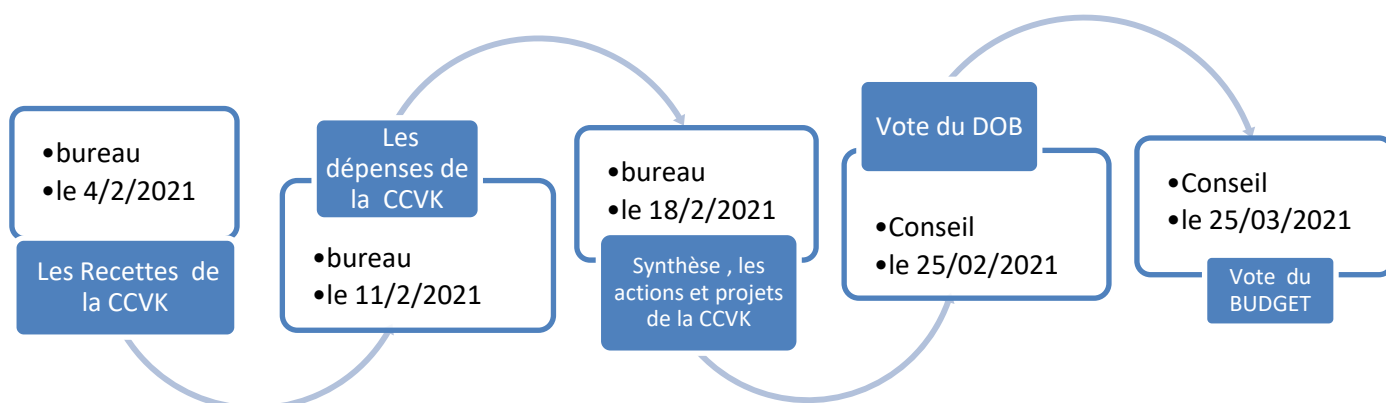 •bureau
•le 4/2/2021
Les Recettes de
la CCVK
Les
dépenses de
la CCVK
•bureau
•le 11/2/2021
•bureau
•le 18/2/2021
Synthèse , les
actions et projets
de la CCVK
Vote du DOB
•Conseil
•le 25/02/2021
•Conseil
•le 25/03/2021
Vote du
BUDGET